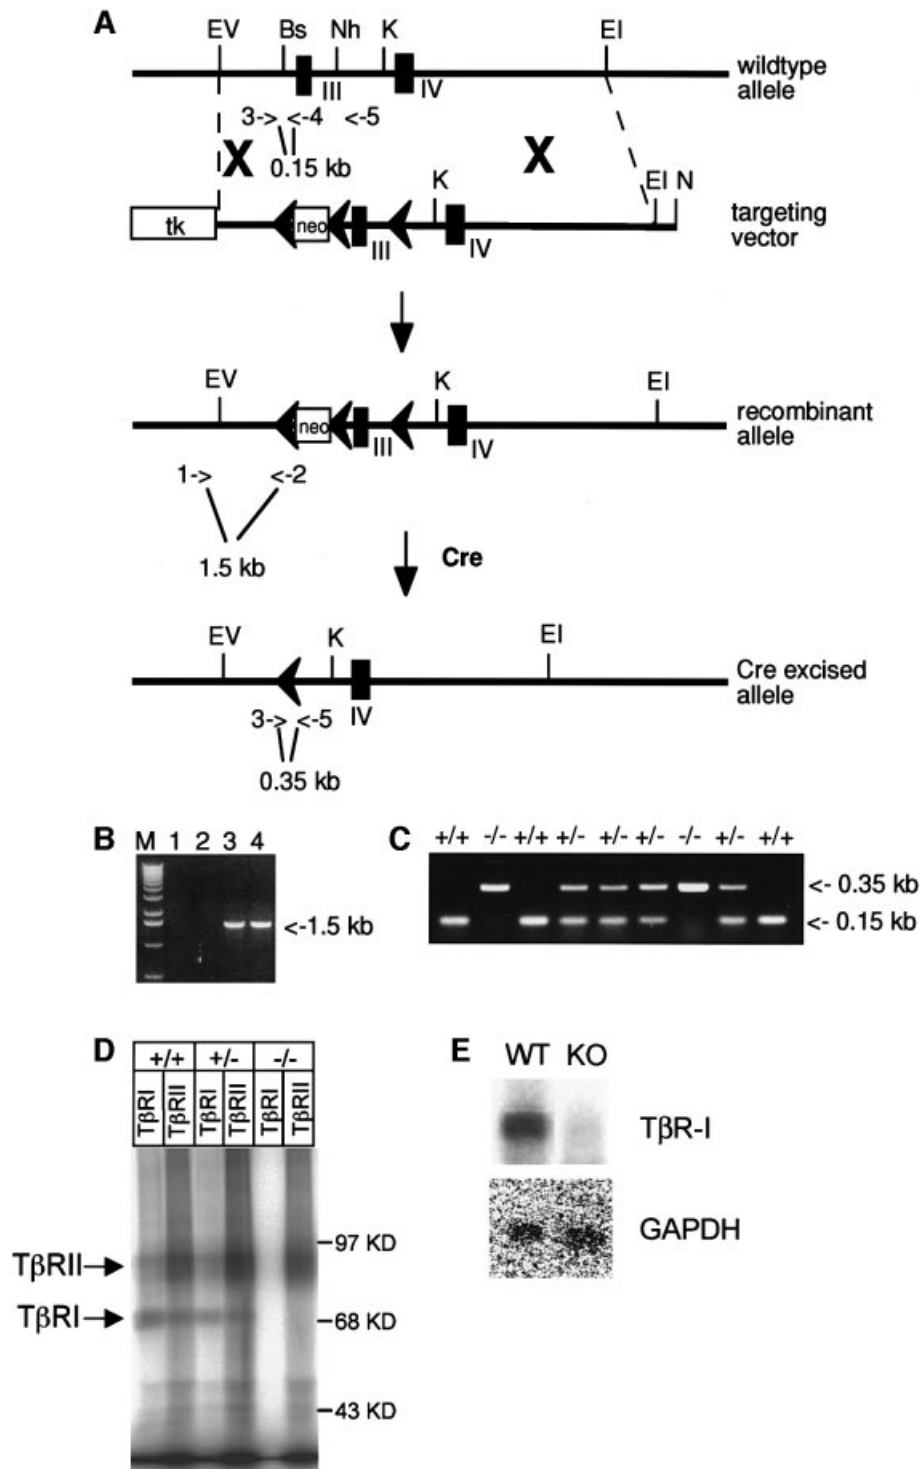 A
EV Bs Nh K EI
III IV
wildtype
allele
3-> <-4 <-5
X X
0.15 kb
K EI N
tk neo III IV
targeting
vector
EV K EI
neo III IV
recombinant
allele
1-> <-2
1.5 kb
Cre
EV K EI
Cre excised
allele
3-> <-5 IV
0.35 kb
B
M 1 2 3 4
<-1.5 kb
C
+/+ -/- +/+ +/- +/- +/- -/- +/- +/+
<- 0.35 kb
<- 0.15 kb
D
+/+ +/- -/-
TβRI TβRII TβRI TβRII TβRI TβRII
97 KD
TβRII
TβRI
68 KD
43 KD
E
WT KO
TβR-I
GAPDH